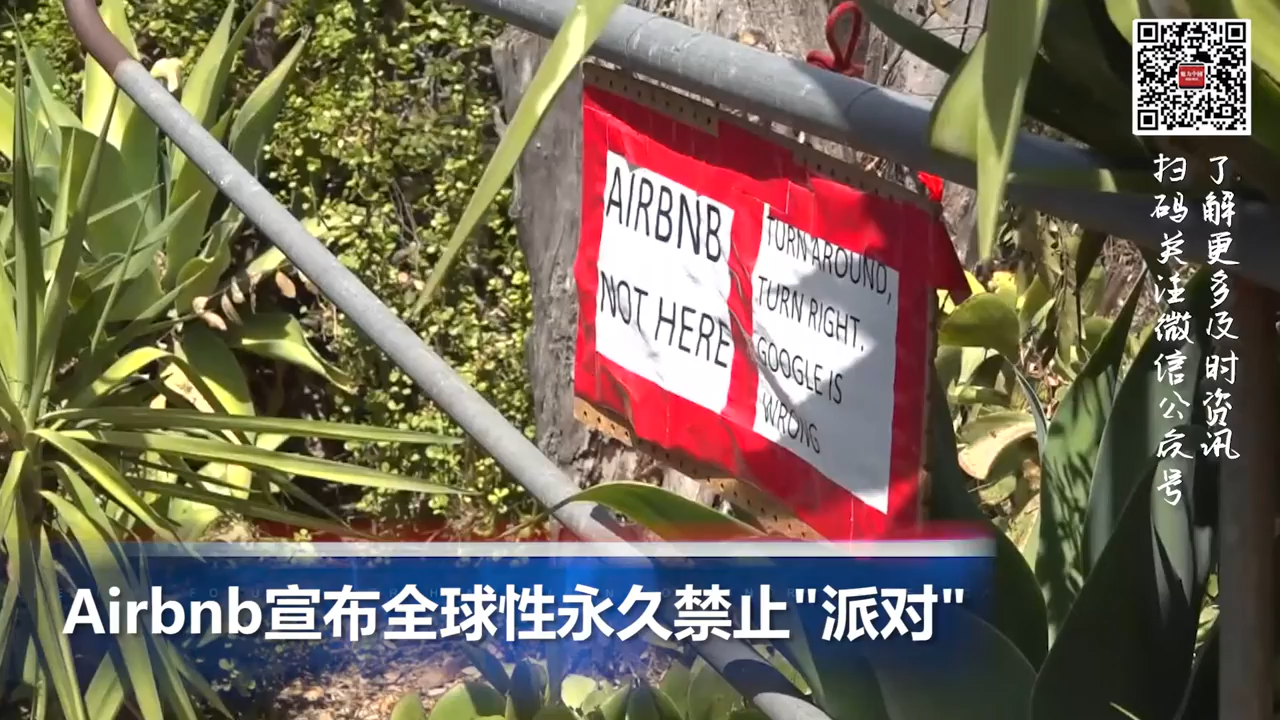 AIRBNB
NOT HERE
TURN AROUND,
TURN RIGHT.
GOOGLE IS
WRONG
了解更多及时资讯
扫码关注微信公众号
Airbnb宣布全球性永久禁止"派对"